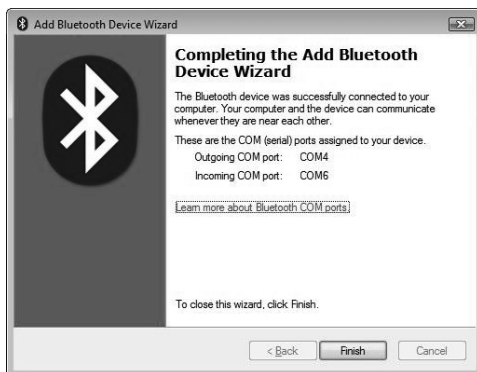 Add Bluetooth Device Wizard
Completing the Add Bluetooth
Device Wizard
The Bluetooth device was successfully connected to your
computer. Your computer and the device can communicate
whenever they are near each other.
These are the COM (serial) ports assigned to your device.
Outgoing COM port: COM4
Incoming COM port: COM6
Learn more about Bluetooth COM ports.
To close this wizard, click Finish.
< Back Finish Cancel